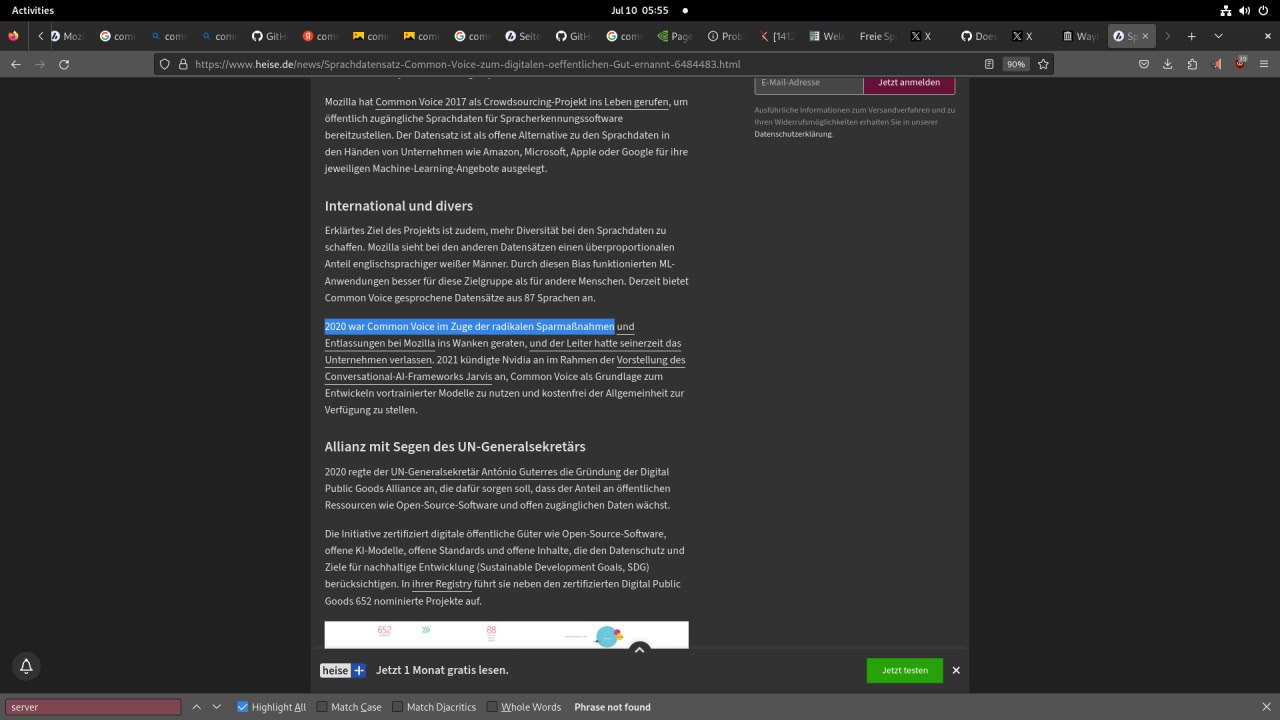 Activities
Jul 10 05:55
Mozi
com
com
com
GitH
com
com
com
com
Seite
GitH
com
Page
Prob
[1412
Welc
Freie Sp
X
Does
Wayl
Sp
https://www.heise.de/news/Sprachdatensatz-Common-Voice-zum-digitalen-oeffentlichen-Gut-ernannt-6484483.html
90%
Mozilla hat Common Voice 2017 als Crowdsourcing-Projekt ins Leben gerufen, um
öffentlich zugängliche Sprachdaten für Spracherkennungssoftware
bereitzustellen. Der Datensatz ist als offene Alternative zu den Sprachdaten in
den Händen von Unternehmen wie Amazon, Microsoft, Apple oder Google für ihre
jeweiligen Machine-Learning-Angebote ausgelegt.
International und divers
Erklärtes Ziel des Projekts ist zudem, mehr Diversität bei den Sprachdaten zu
schaffen. Mozilla sieht bei den anderen Datensätzen einen überproportionalen
Anteil englischsprachiger weißer Männer. Durch diesen Bias funktionierten ML-
Anwendungen besser für diese Zielgruppe als für andere Menschen. Derzeit bietet
Common Voice gesprochene Datensätze aus 87 Sprachen an.
2020 war Common Voice im Zuge der radikalen Sparmaßnahmen und
Entlassungen bei Mozilla ins Wanken geraten, und der Leiter hatte seinerzeit das
Unternehmen verlassen. 2021 kündigte Nvidia an im Rahmen der Vorstellung des
Conversational-AI-Frameworks Jarvis an, Common Voice als Grundlage zum
Entwickeln vortrainierter Modelle zu nutzen und kostenfrei der Allgemeinheit zur
Verfügung zu stellen.
Allianz mit Segen des UN-Generalsekretärs
2020 regte der UN-Generalsekretär António Guterres die Gründung der Digital
Public Goods Alliance an, die dafür sorgen soll, dass der Anteil an öffentlichen
Ressourcen wie Open-Source-Software und offen zugänglichen Daten wächst.
Die Initiative zertifiziert digitale öffentliche Güter wie Open-Source-Software,
offene KI-Modelle, offene Standards und offene Inhalte, die den Datenschutz und
Ziele für nachhaltige Entwicklung (Sustainable Development Goals, SDG)
berücksichtigen. In ihrer Registry führt sie neben den zertifizierten Digital Public
Goods 652 nominierte Projekte auf.
652
88
E-Mail-Adresse
Jetzt anmelden
Ausführliche Informationen zum Versandverfahren und zu
Ihren Widerrufsmöglichkeiten erhalten Sie in unserer
Datenschutzerklärung.
heise +
Jetzt 1 Monat gratis lesen.
Jetzt testen
server
Highlight All
Match Case
Match Diacritics
Whole Words
Phrase not found